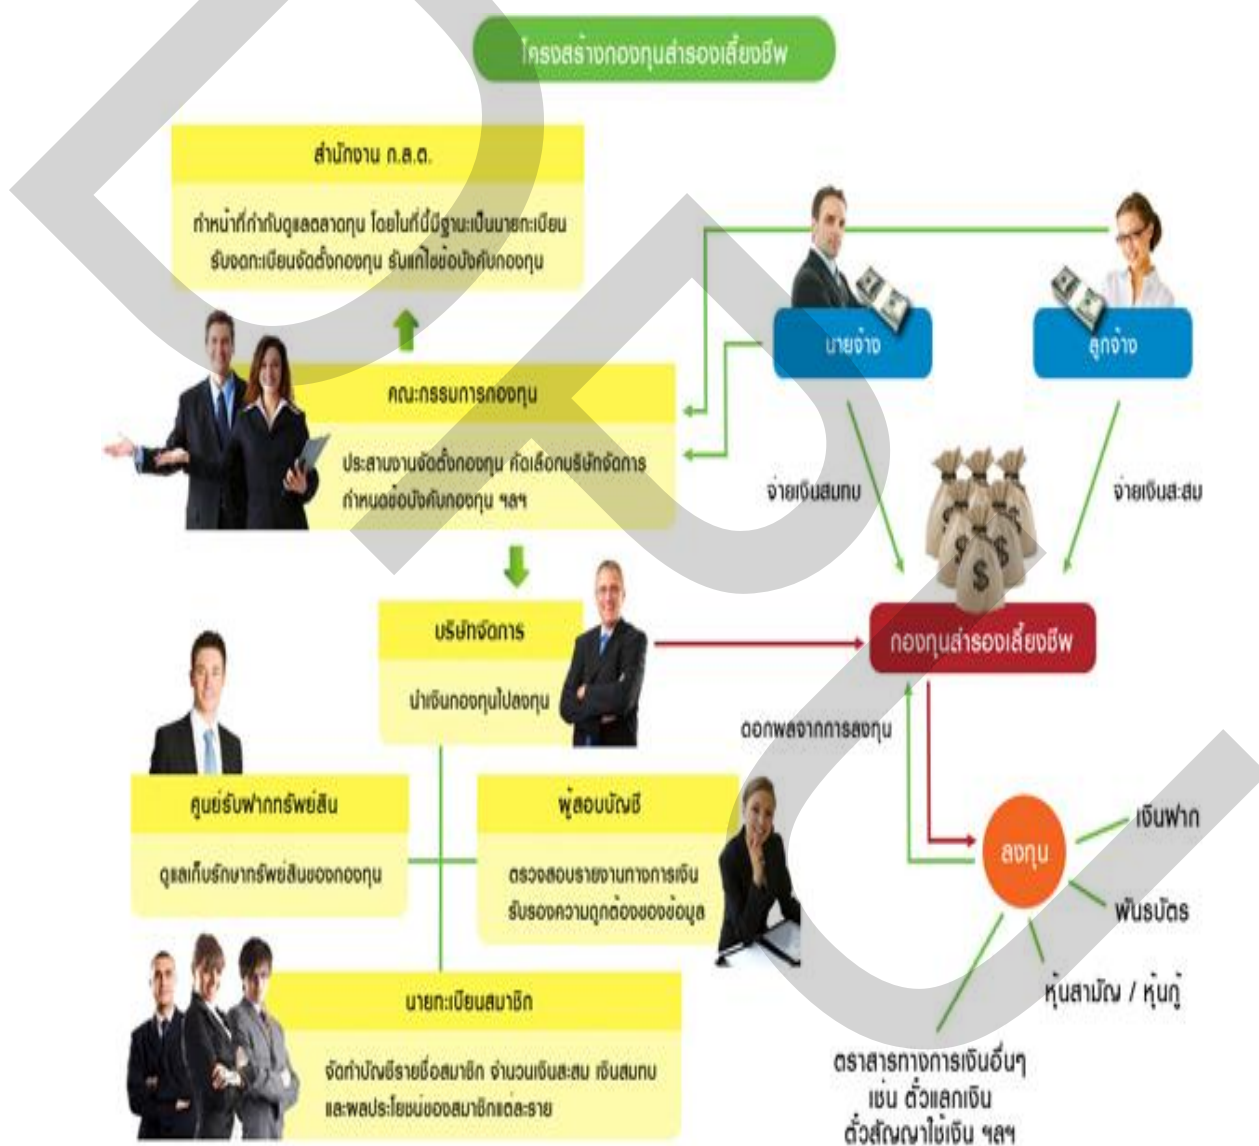 โครงสร้างกองทุนสำรองเลี้ยงชีพ
สำนักงาน ก.ล.ต.
ทำหน้าที่กำกับดูแลตลาดทุน โดยในที่นี้มีฐานะเป็นนายทะเบียน
รับจดทะเบียนจัดตั้งกองทุน รับแก้ไขข้อบังคับกองทุน
นายจ้าง
ลูกจ้าง
คณะกรรมการกองทุน
ประสานงานจัดตั้งกองทุน คัดเลือกบริษัทจัดการ
กำหนดข้อบังคับกองทุน ฯลฯ
จ่ายเงินสมทบ
จ่ายเงินสะสม
$
บริษัทจัดการ
นำเงินกองทุนไปลงทุน
กองทุนสำรองเลี้ยงชีพ
ดอกผลจากการลงทุน
ศูนย์รับฝากทรัพย์สิน
ดูแลเก็บรักษาทรัพย์สินของกองทุน
ผู้สอบบัญชี
ตรวจสอบรายงานทางการเงิน
รับรองความถูกต้องของข้อมูล
ลงทุน
เงินฝาก
พันธบัตร
หุ้นสามัญ / หุ้นกู้
ตราสารทางการเงินอื่นๆ
เช่น ตั๋วแลกเงิน
ตั๋วสัญญาใช้เงิน ฯลฯ
นายทะเบียนสมาชิก
จัดทำบัญชีรายชื่อสมาชิก จำนวนเงินสะสม เงินสมทบ
และผลประโยชน์ของสมาชิกแต่ละราย
DPU